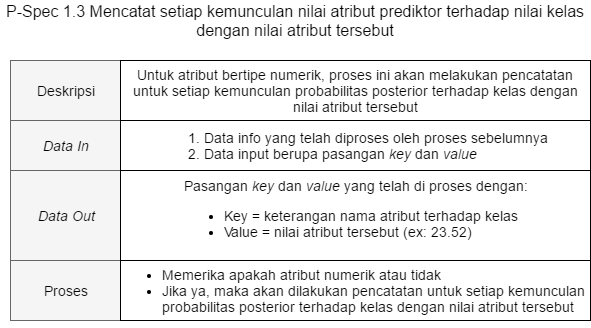 P-Spec 1.3 Mencatat setiap kemunculan nilai atribut prediktor terhadap nilai kelas
dengan nilai atribut tersebut
Deskripsi
Untuk atribut bertipe numerik, proses ini akan melakukan pencatatan
untuk setiap kemunculan probabilitas posterior terhadap kelas dengan
nilai atribut tersebut
Data In
1. Data info yang telah diproses oleh proses sebelumnya
2. Data input berupa pasangan key dan value
Data Out
Pasangan key dan value yang telah di proses dengan:
• Key = keterangan nama atribut terhadap kelas
• Value = nilai atribut tersebut (ex: 23.52)
Proses
• Memerika apakah atribut numerik atau tidak
• Jika ya, maka akan dilakukan pencatatan untuk setiap kemunculan
probabilitas posterior terhadap kelas dengan nilai atribut tersebut